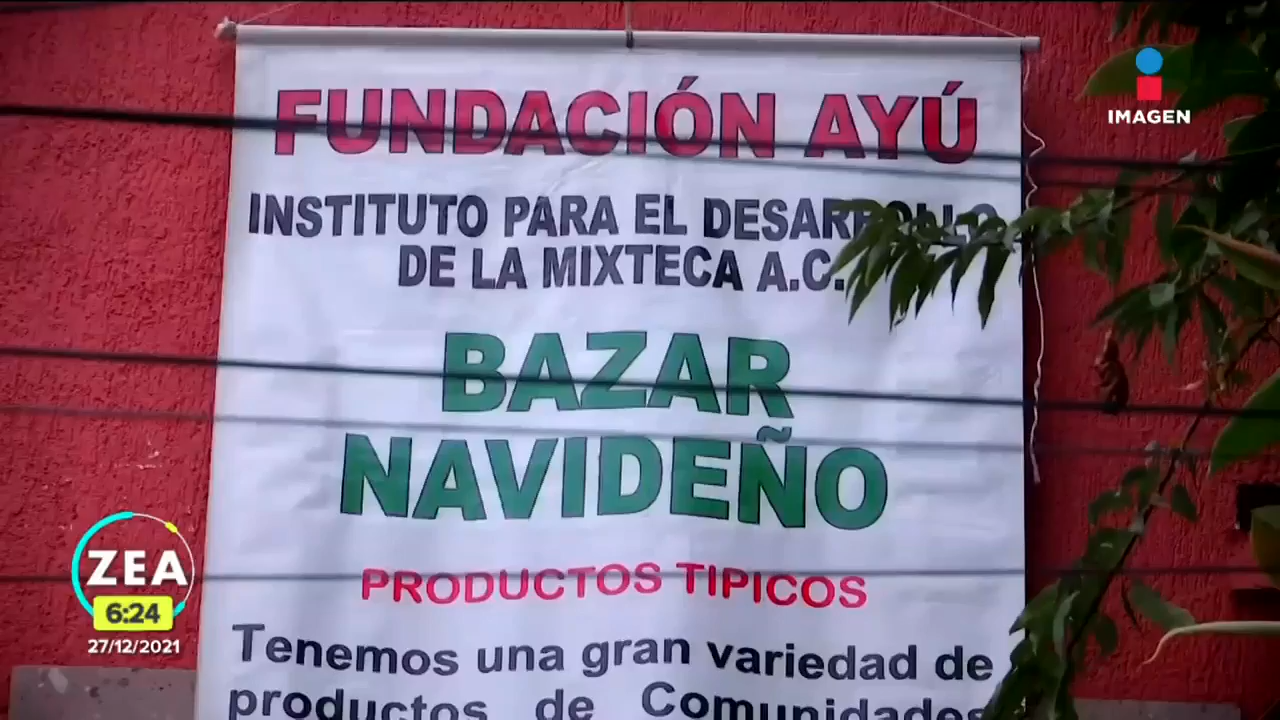 FUNDACIÓN AYÚ
INSTITUTO PARA EL DESARROLLO
DE LA MIXTECA A.C.
BAZAR
NAVIDEÑO
PRODUCTOS TIPICOS
Tenemos una gran variedad de
productos de Comunidades
IMAGEN
ZEA
6:24
27/12/2021